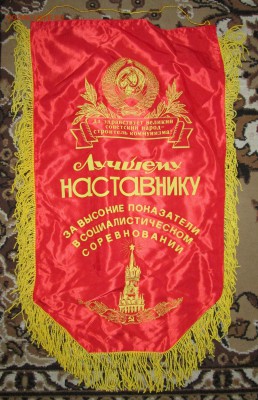 да здравствует великий
советский народ-
строитель коммунизма!
Лучшему
наставнику
за высокие показатели
в социалистическом
соревновании